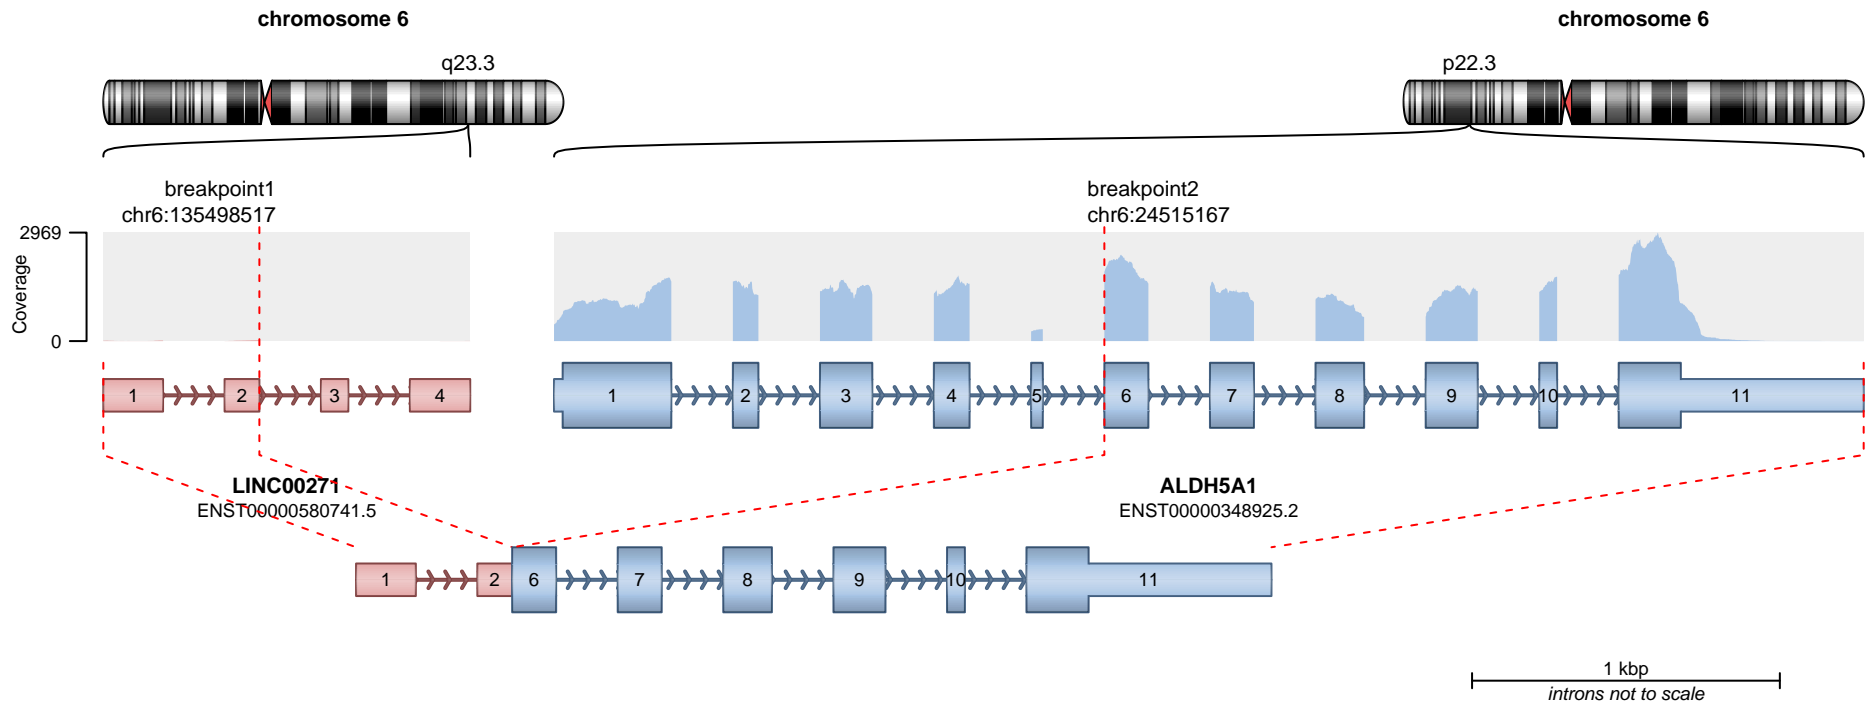 chromosome 6
chromosome 6
q23.3
p22.3
breakpoint1
chr6:135498517
breakpoint2
chr6:24515167
2969
Coverage
0
1 2 3 4
1 2 3 4 5 6 7 8 9 10 11
LINC00271
ENST00000580741.5
ALDH5A1
ENST00000348925.2
1 2 6 7 8 9 10 11
1 kbp
introns not to scale